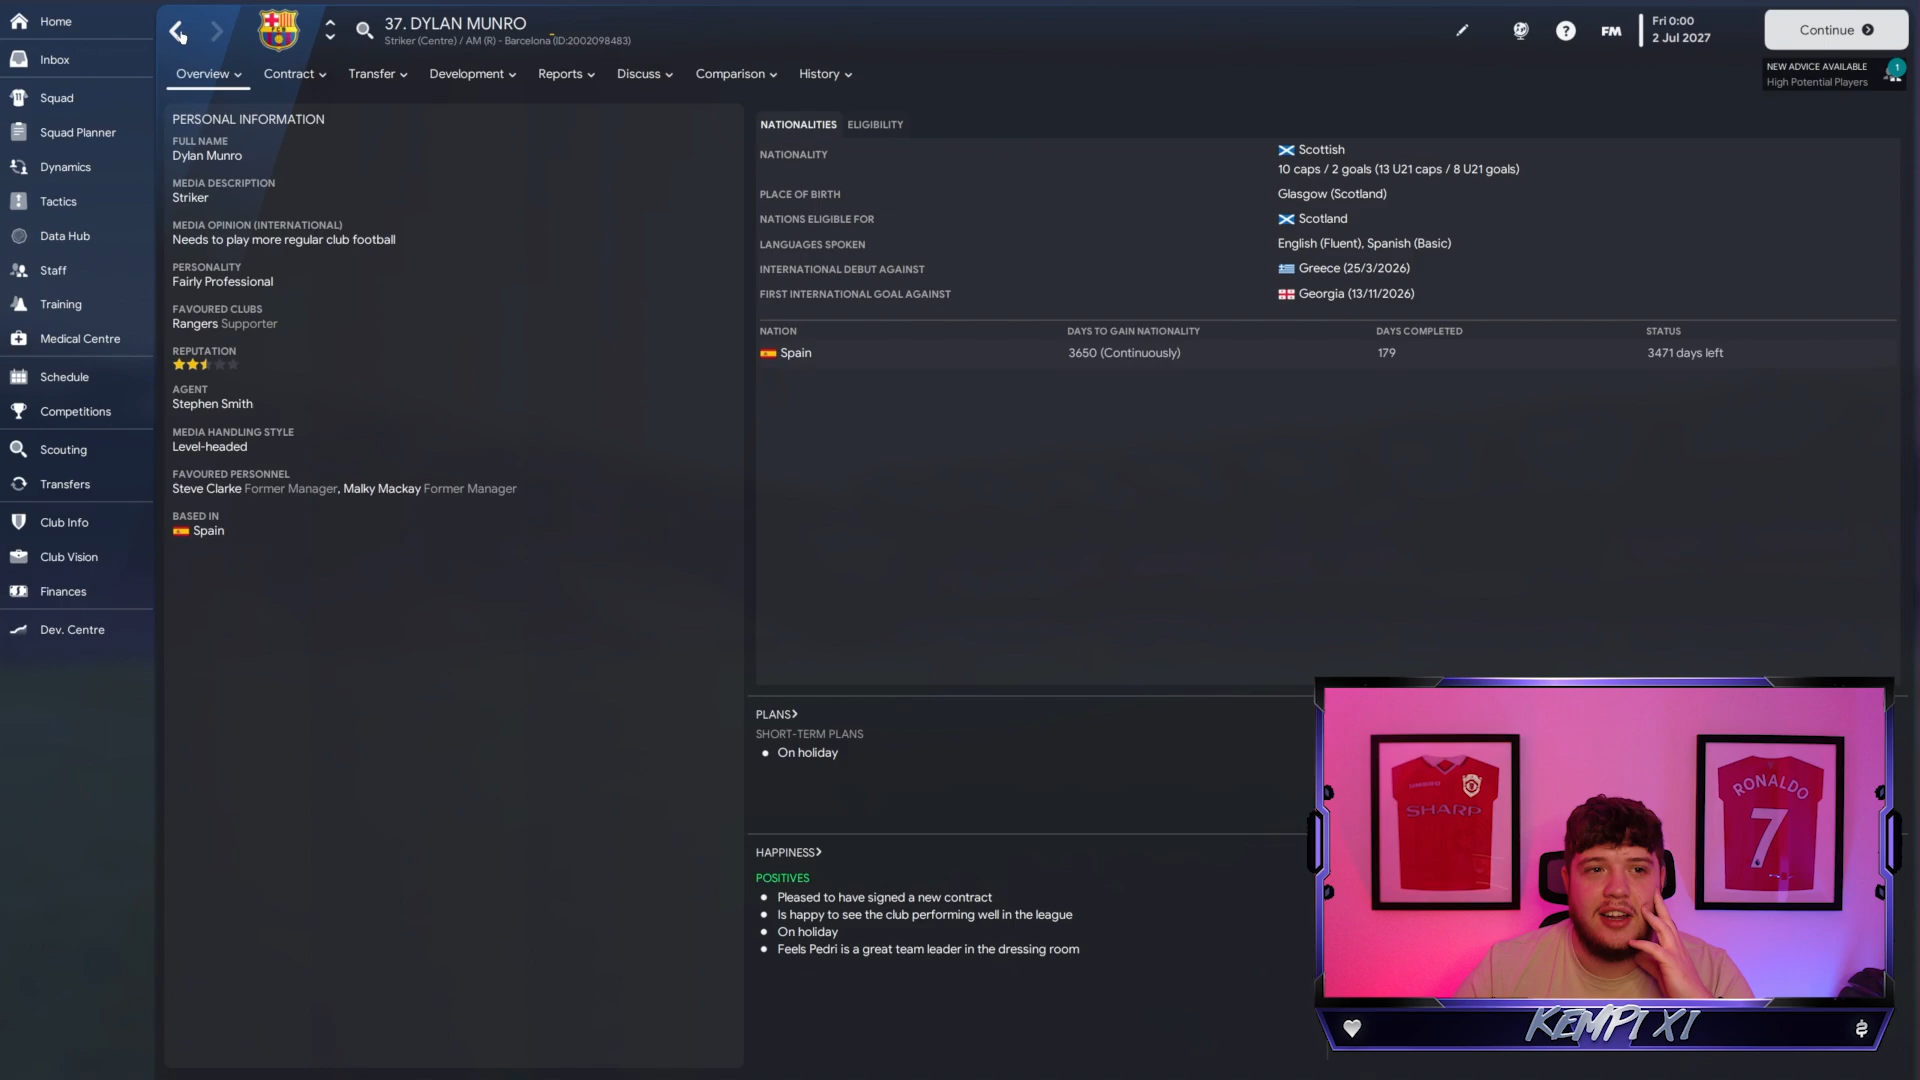 Home
Inbox
Squad
Squad Planner
Dynamics
Tactics
Data Hub
Staff
Training
Medical Centre
Schedule
Competitions
Scouting
Transfers
Club Info
Club Vision
Finances
Dev. Centre
37. DYLAN MUNRO
Striker (Centre) / AM (R) - Barcelona (ID:2002098483)
FM
Fri 0:00
2 Jul 2027
Continue
NEW ADVICE AVAILABLE
High Potential Players
1
Overview
Contract
Transfer
Development
Reports
Discuss
Comparison
History
PERSONAL INFORMATION
FULL NAME
Dylan Munro
MEDIA DESCRIPTION
Striker
MEDIA OPINION (INTERNATIONAL)
Needs to play more regular club football
PERSONALITY
Fairly Professional
FAVOURED CLUBS
Rangers Supporter
REPUTATION
AGENT
Stephen Smith
MEDIA HANDLING STYLE
Level-headed
FAVOURED PERSONNEL
Steve Clarke Former Manager, Malky Mackay Former Manager
BASED IN
Spain
NATIONALITIES ELIGIBILITY
NATIONALITY Scottish
10 caps / 2 goals (13 U21 caps / 8 U21 goals)
PLACE OF BIRTH Glasgow (Scotland)
NATIONS ELIGIBLE FOR Scotland
LANGUAGES SPOKEN English (Fluent), Spanish (Basic)
INTERNATIONAL DEBUT AGAINST Greece (25/3/2026)
FIRST INTERNATIONAL GOAL AGAINST Georgia (13/11/2026)
NATION DAYS TO GAIN NATIONALITY DAYS COMPLETED STATUS
Spain 3650 (Continuously) 179 3471 days left
PLANS
SHORT-TERM PLANS
On holiday
HAPPINESS
POSITIVES
Pleased to have signed a new contract
Is happy to see the club performing well in the league
On holiday
Feels Pedri is a great team leader in the dressing room
UMBRO
SHARP
RONALDO
7
KEMPI XI